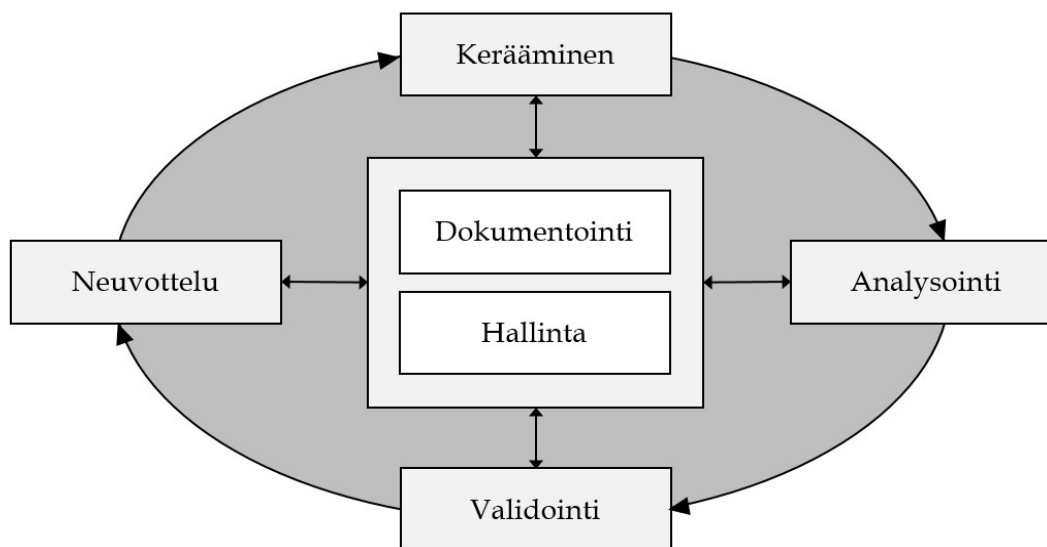 Kerääminen
Dokumentointi
Neuvottelu
Analysointi
Hallinta
Validointi